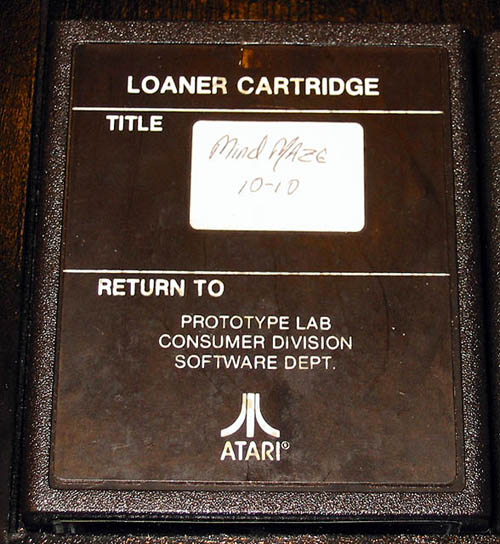 LOANER CARTRIDGE
TITLE
Mind MAZE
10-10
RETURN TO
PROTOTYPE LAB
CONSUMER DIVISION
SOFTWARE DEPT.
ATARI®